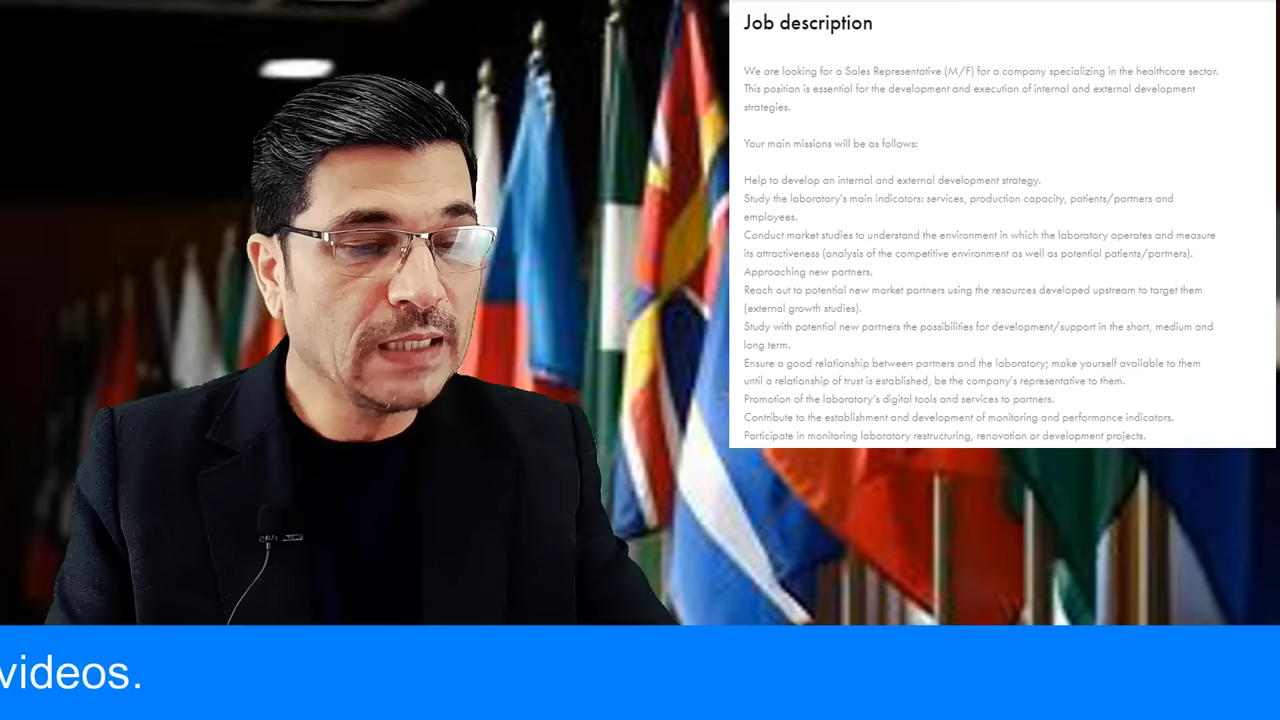 Job description
We are looking for a Sales Representative (M/F) for a company specializing in the healthcare sector.
This position is essential for the development and execution of internal and external development
strategies.
Your main missions will be as follows:
Help to develop an internal and external development strategy.
Study the laboratory's main indicators: services, production capacity, patients/partners and
employees.
Conduct market studies to understand the environment in which the laboratory operates and measure
its attractiveness (analysis of the competitive environment as well as potential patients/partners).
Approaching new partners.
Reach out to potential new market partners using the resources developed upstream to target them
(external growth studies).
Study with potential new partners the possibilities for development/support in the short, medium and
long term.
Ensure a good relationship between partners and the laboratory; make yourself available to them
until a relationship of trust is established, be the company's representative to them.
Promotion of the laboratory's digital tools and services to partners.
Contribute to the establishment and development of monitoring and performance indicators.
Participate in monitoring laboratory restructuring, renovation or development projects.
videos.